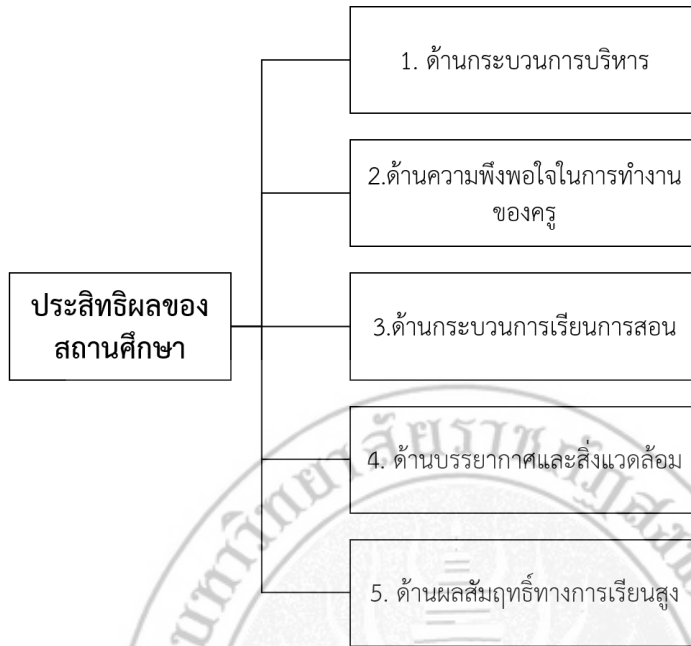 1. ด้านกระบวนการบริหาร
2.ด้านความพึงพอใจในการทำงาน
ของครู
ประสิทธิผลของ
สถานศึกษา
3.ด้านกระบวนการเรียนการสอน
4. ด้านบรรยากาศและสิ่งแวดล้อม
5. ด้านผลสัมฤทธิ์ทางการเรียนสูง